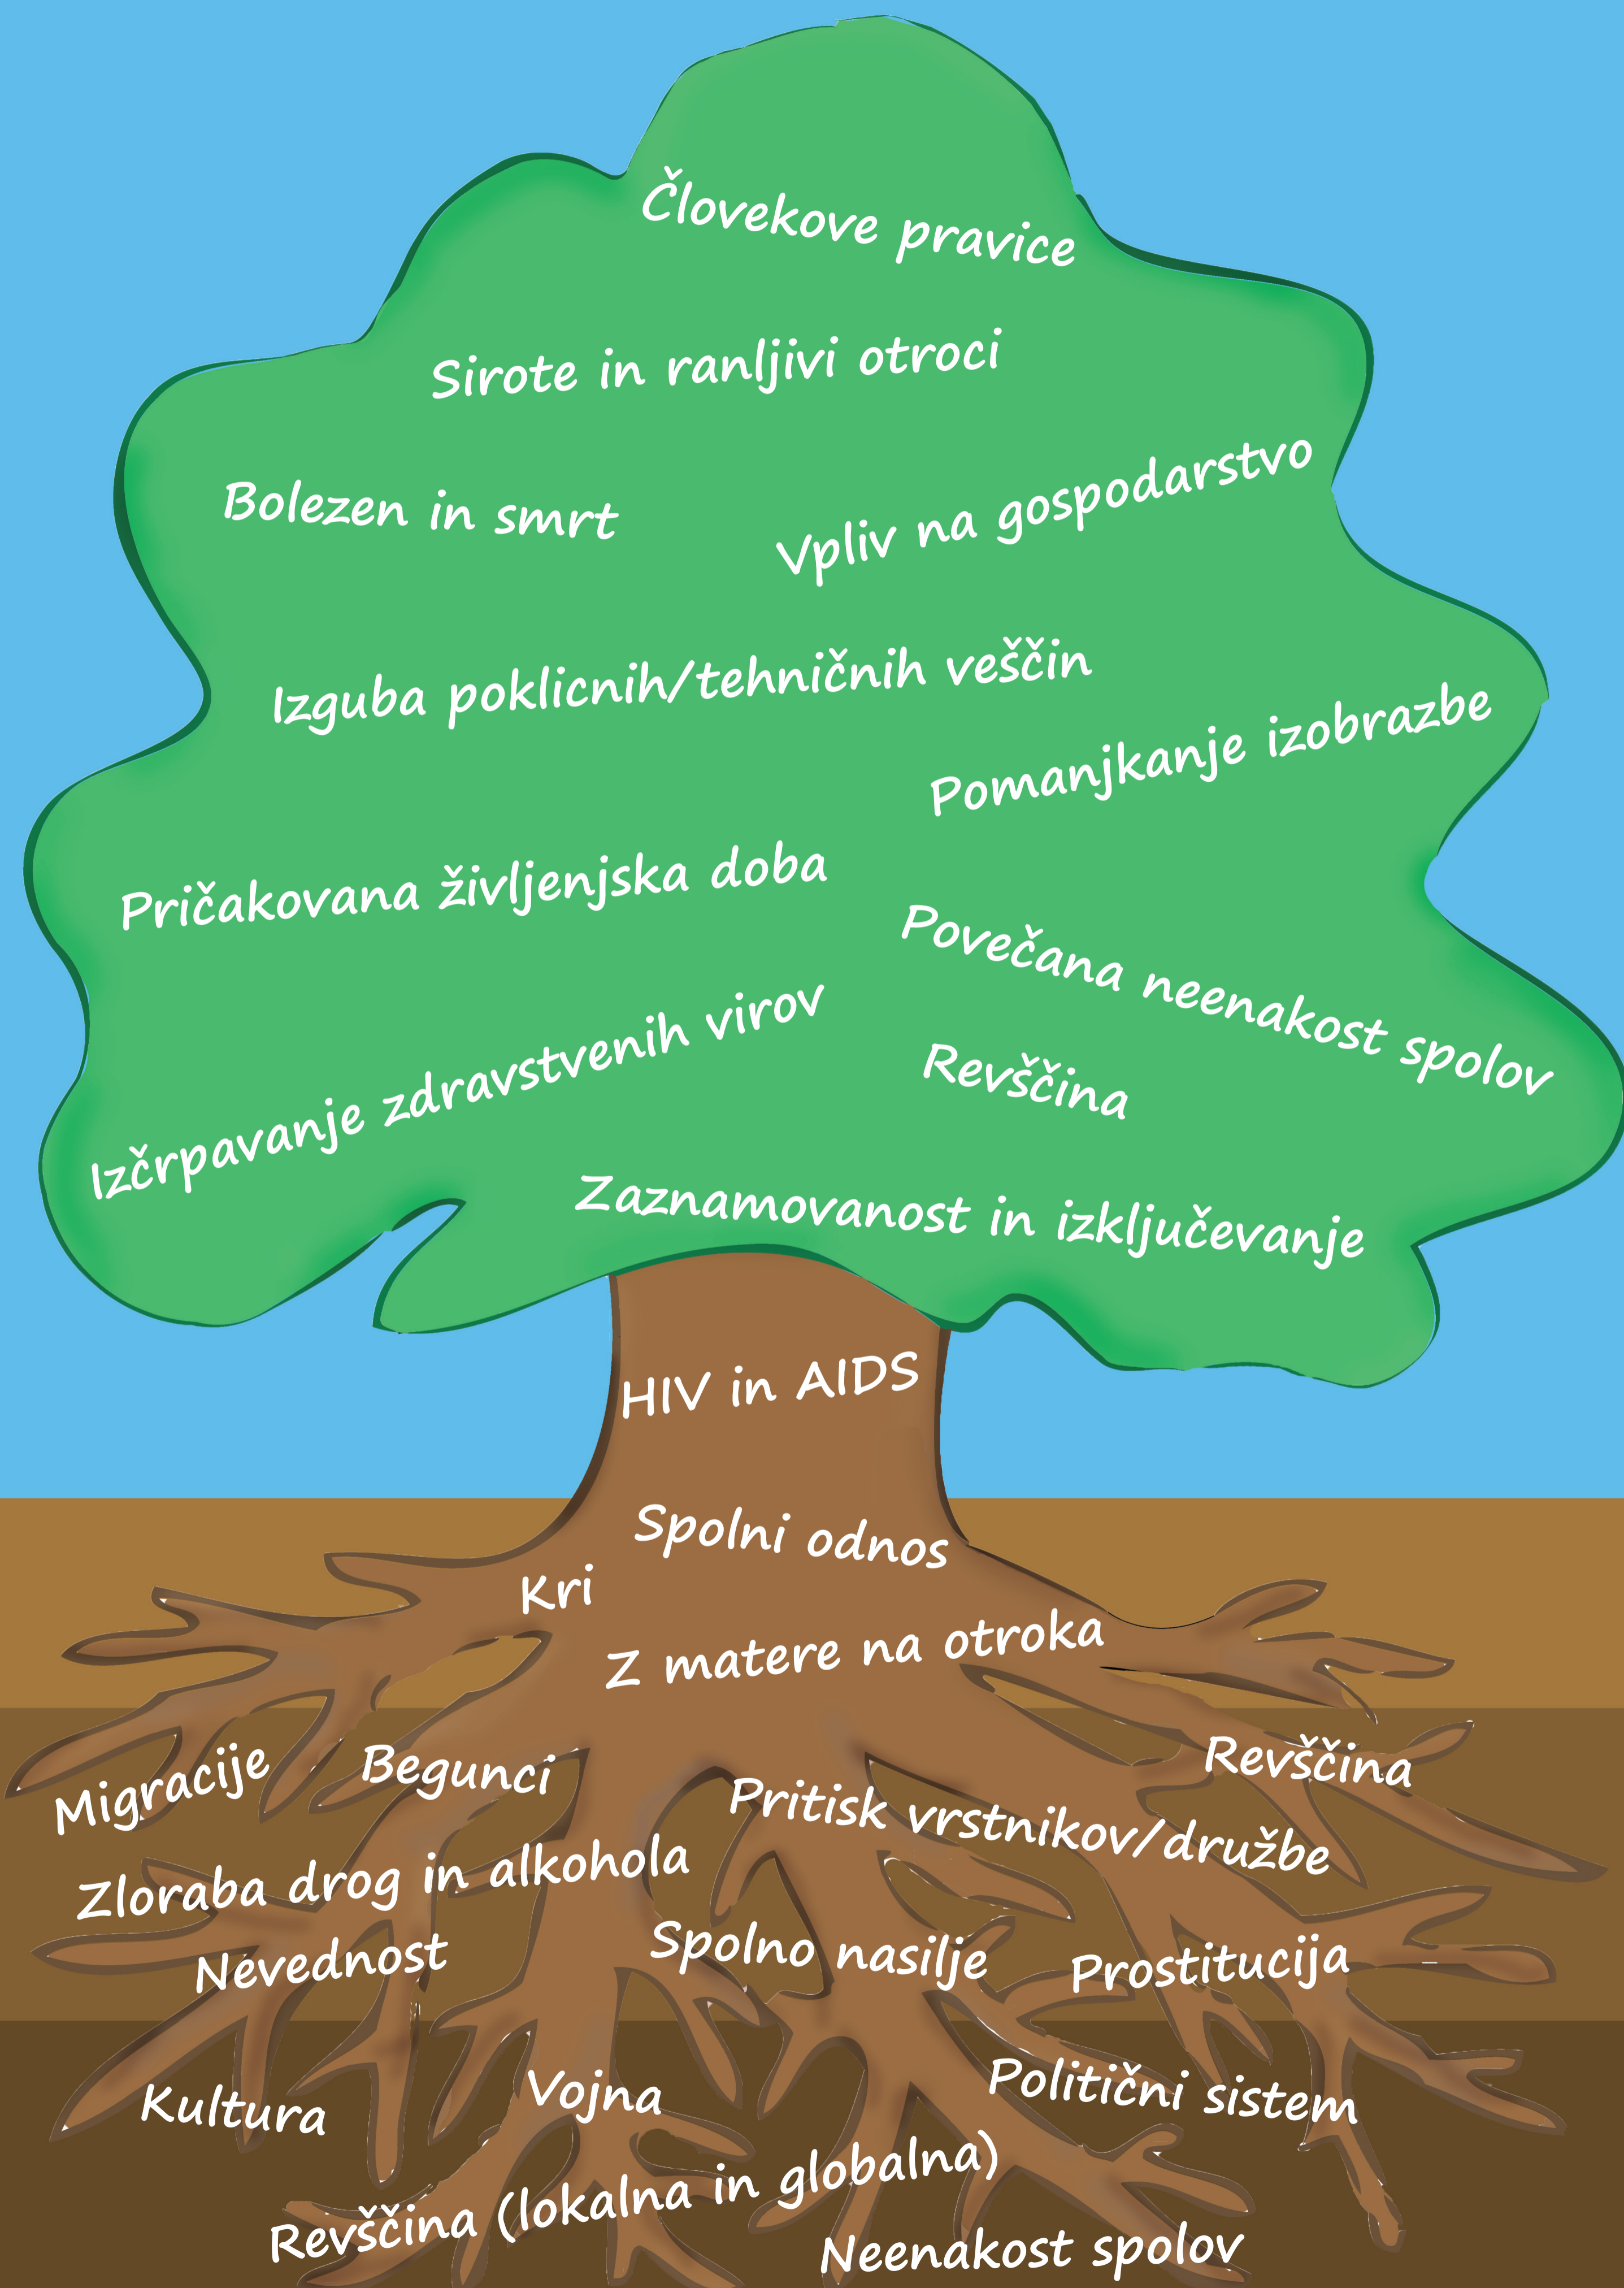 Človekove pravice
Sirote in ranljivi otroci
Bolezen in smrt
Vpliv na gospodarstvo
Izguba poklicnih/tehničnih veščin
Pomanjkanje izobrazbe
Pričakovana življenjska doba
Povečana neenakost spolov
Izčrpavanje zdravstvenih virov
Revščina
Zaznamovanost in izključevanje
HIV in AIDS
Spolni odnos
Kri
Z matere na otroka
Migracije
Begunci
Revščina
Pritisk vrstnikov/družbe
Zloraba drog in alkohola
Nevednost
Spolno nasilje
Prostitucija
Kultura
Vojna
Politični sistem
Revščina (lokalna in globalna)
Neenakost spolov